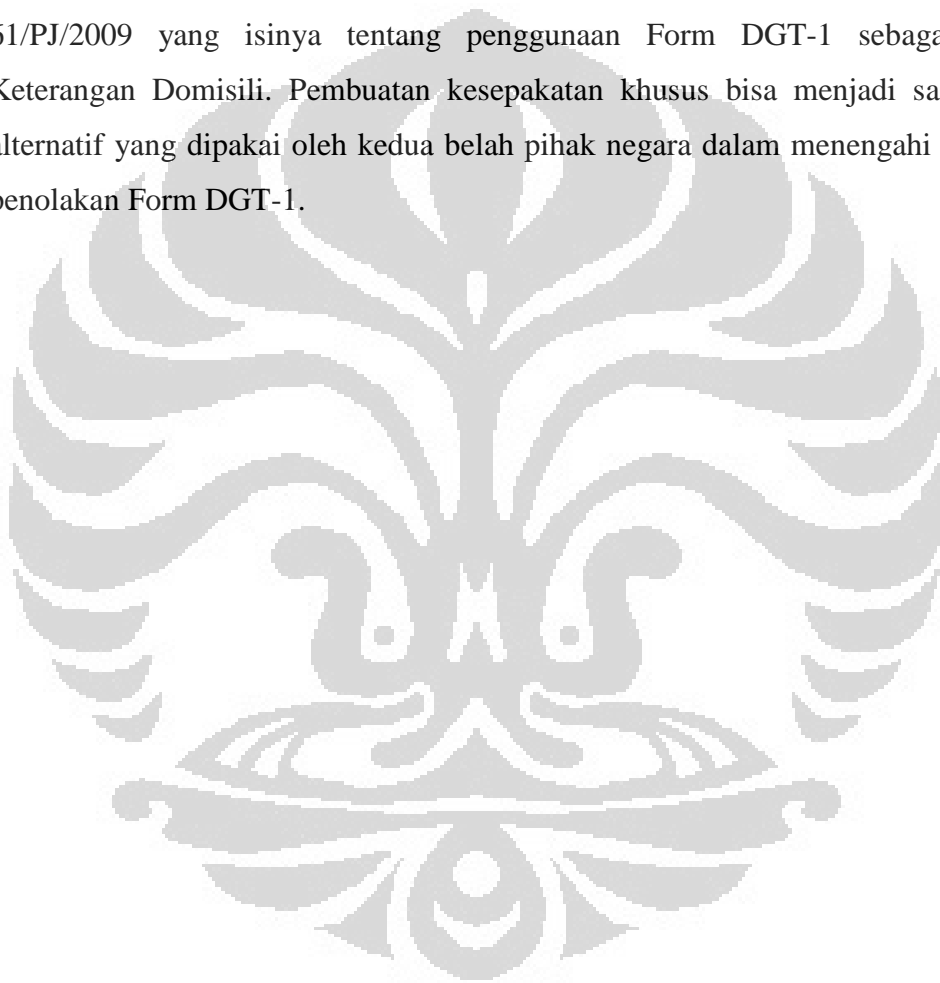 61/PJ/2009 yang isinya tentang penggunaan Form DGT-1 sebaga
Keterangan Domisili. Pembuatan kesepakatan khusus bisa menjadi sa
alternatif yang dipakai oleh kedua belah pihak negara dalam menengahi
penolakan Form DGT-1.